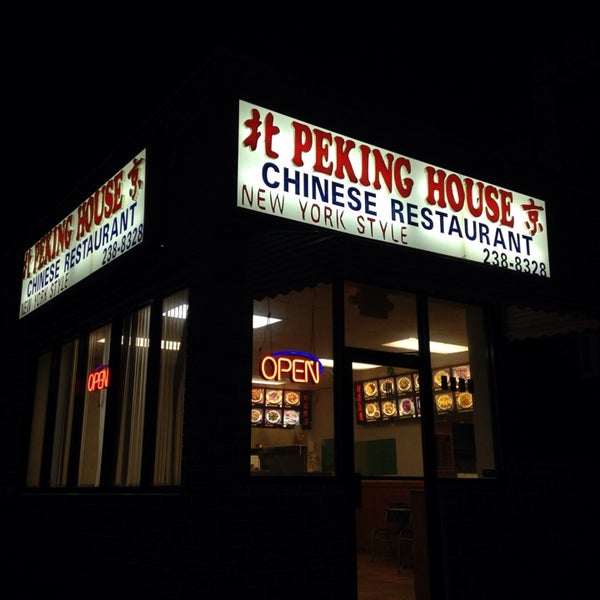 北 PEKING HOUSE 京
CHINESE RESTAURANT
NEW YORK STYLE
238-8328
北 PEKING HOUSE 京
CHINESE RESTAURANT
NEW YORK STYLE
238-8328
OPEN
OPEN